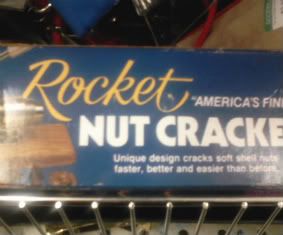 Rocket
"AMERICA'S FIN
NUT CRACKE
Unique design cracks soft shell nuts
faster, better and easier than before.